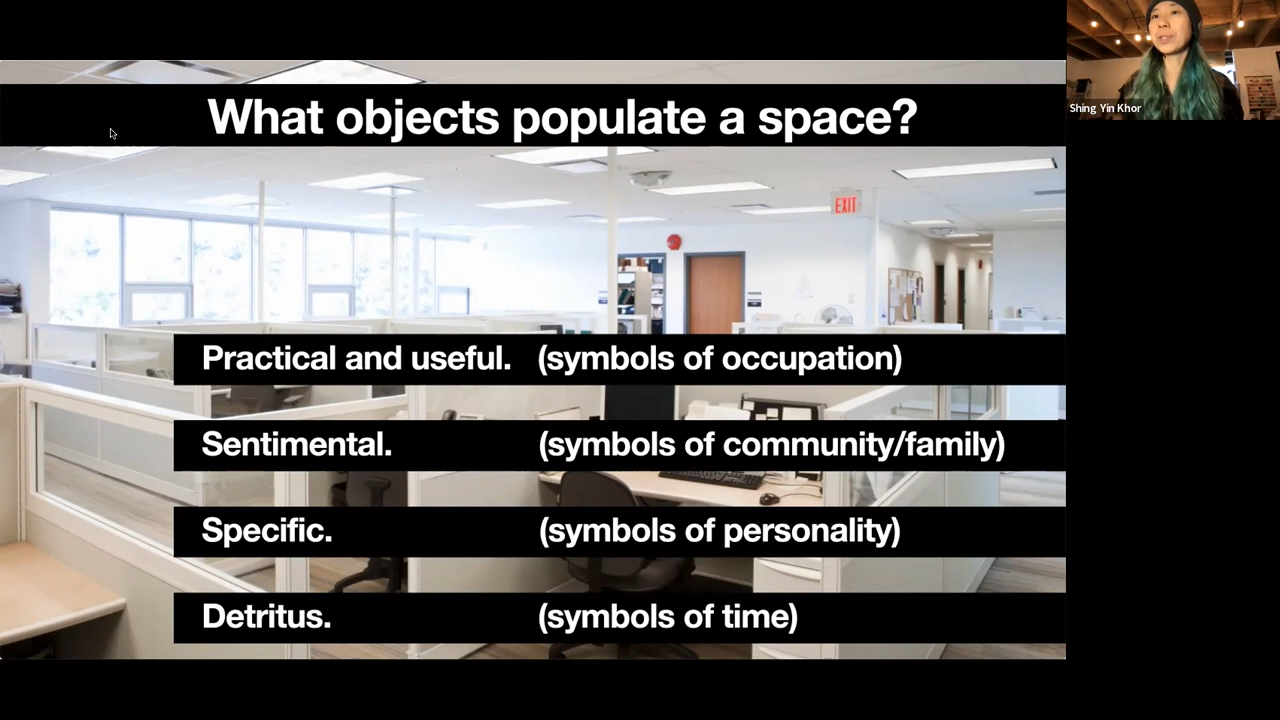 What objects populate a space?
Shing Yin Khor
EXIT
Practical and useful. (symbols of occupation)
Sentimental. (symbols of community/family)
Specific. (symbols of personality)
Detritus. (symbols of time)